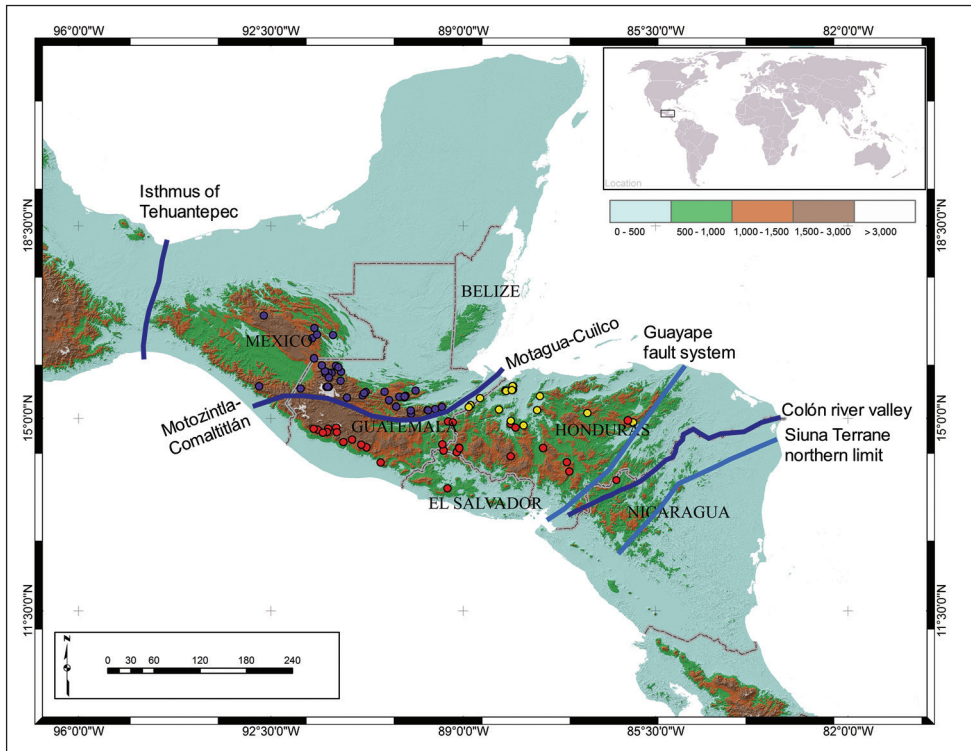 96°0'0"W 92°30'0"W 89°0'0"W 85°30'0"W 82°0'0"W
Location
0 - 500 500 - 1,000 1,000 - 1,500 1,500 - 3,000 > 3,000
18°30'0"N
18°30'0"N
Isthmus of
Tehuantepec
BELIZE
MEXICO
Guayape
fault system
Motagua-Cuilco
Motozintla-
Comaltitlán
15°0'0"N
15°0'0"N
GUATEMALA
HONDURAS
Colón river valley
Siuna Terrane
northern limit
EL SALVADOR
NICARAGUA
11°30'0"N
11°30'0"N
N
0 30 60 120 180 240
96°0'0"W 92°30'0"W 89°0'0"W 85°30'0"W 82°0'0"W